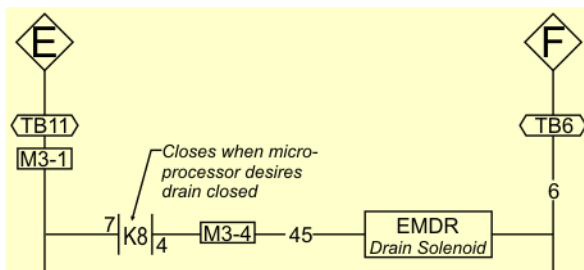 E
F
TB11
TB6
M3-1
Closes when micro-
processor desires
drain closed
6
7
K8
4
M3-4
45
EMDR
Drain Solenoid